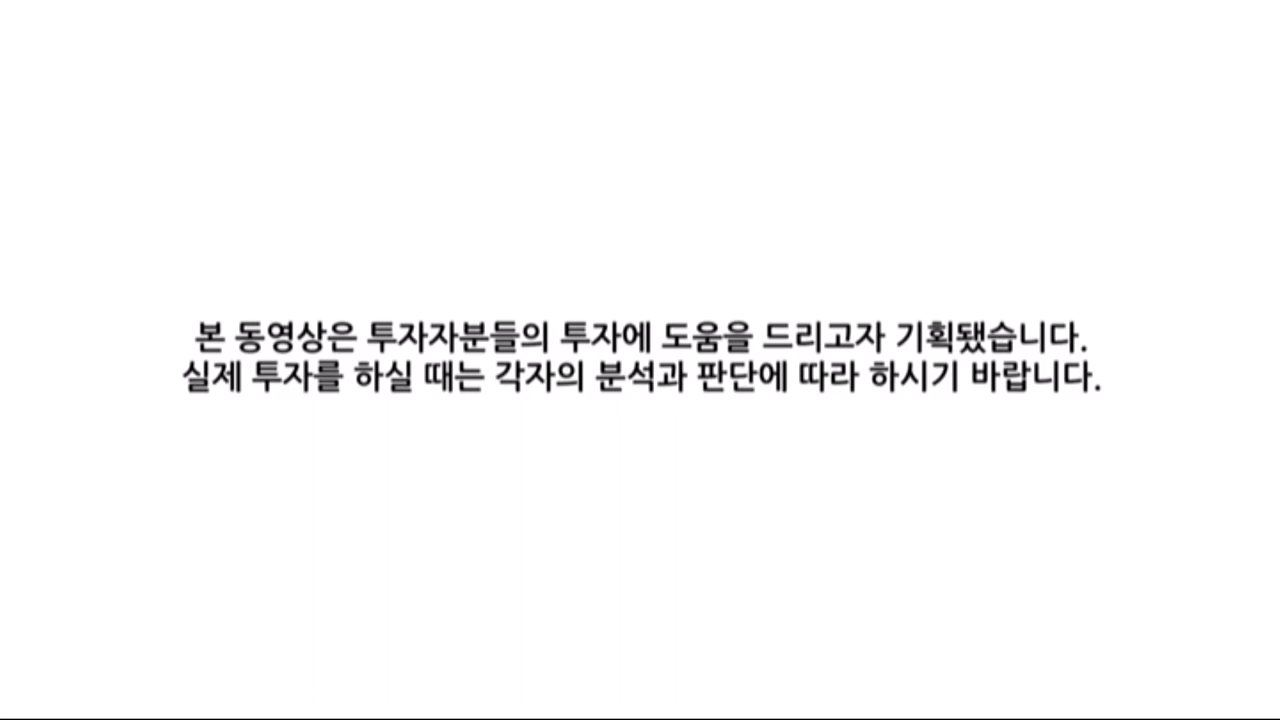 본 동영상은 투자자분들의 투자에 도움을 드리고자 기획됐습니다.
실제 투자를 하실 때는 각자의 분석과 판단에 따라 하시기 바랍니다.